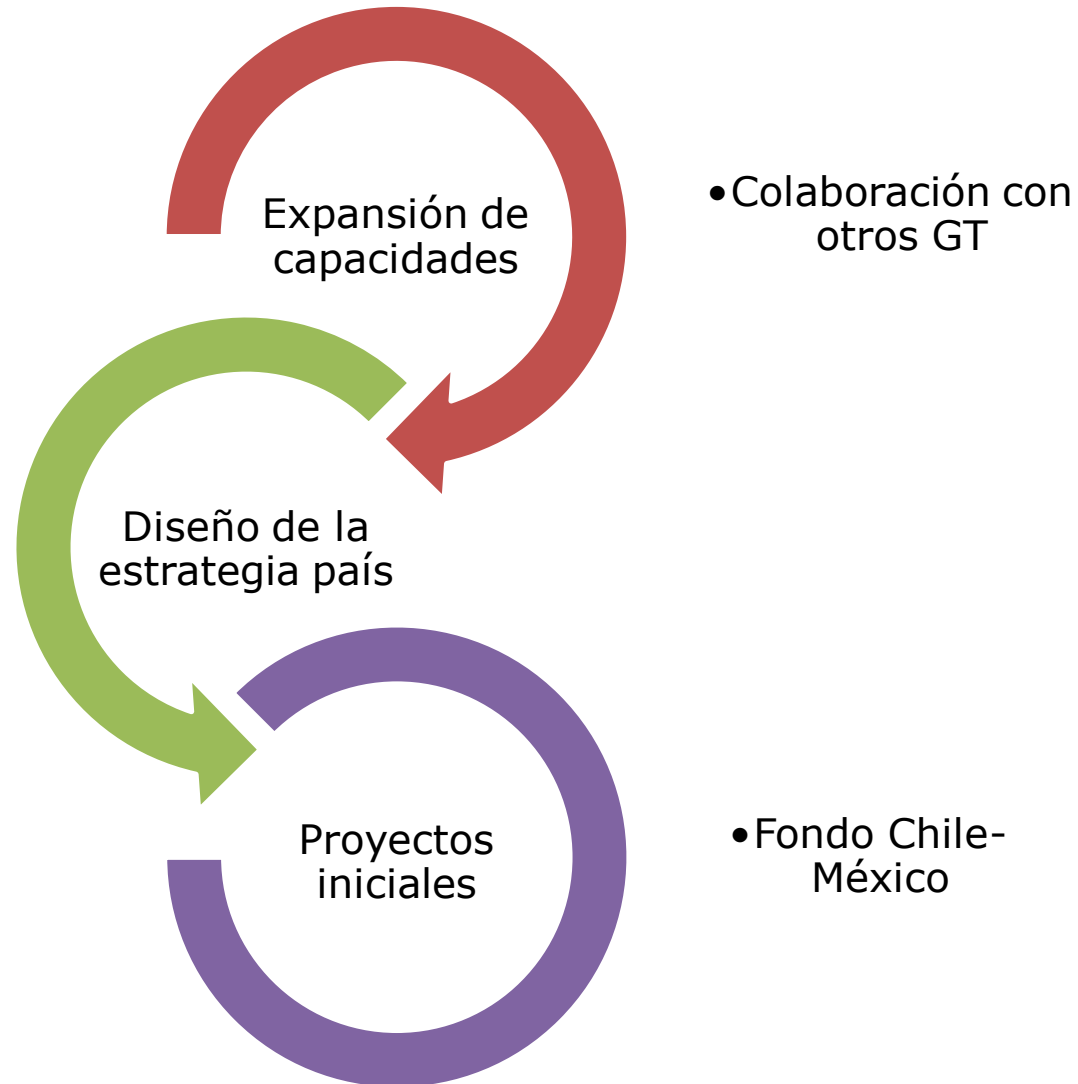 Expansión de
capacidades
•Colaboración con
otros GT
Diseño de la
estrategia país
Proyectos
iniciales
•Fondo Chile-
México